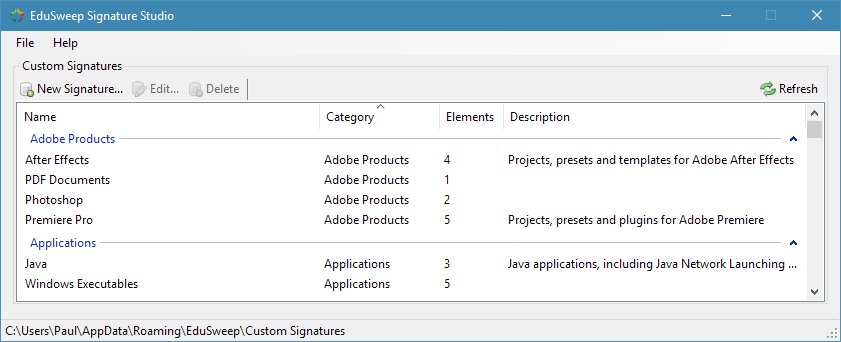 EduSweep Signature Studio
File Help
Custom Signatures
New Signature... Edit... Delete Refresh
Name Category Elements Description
Adobe Products
After Effects Adobe Products 4 Projects, presets and templates for Adobe After Effects
PDF Documents Adobe Products 1
Photoshop Adobe Products 2
Premiere Pro Adobe Products 5 Projects, presets and plugins for Adobe Premiere
Applications
Java Applications 3 Java applications, including Java Network Launching ...
Windows Executables Applications 5
C:\Users\Paul\AppData\Roaming\EduSweep\Custom Signatures